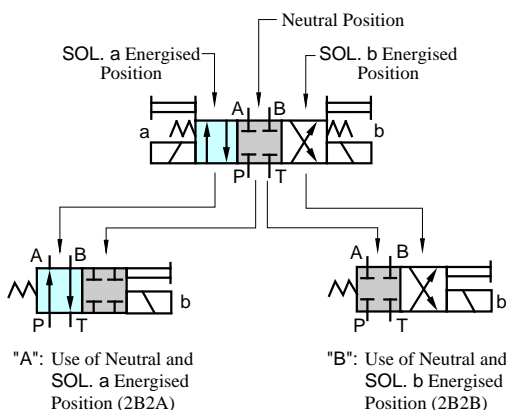 Neutral Position
SOL. a Energised
Position
SOL. b Energised
Position
A B
a
b
P T
A B
b
P T
A B
b
P T
"A": Use of Neutral and
SOL. a Energised
Position (2B2A)
"B": Use of Neutral and
SOL. b Energised
Position (2B2B)